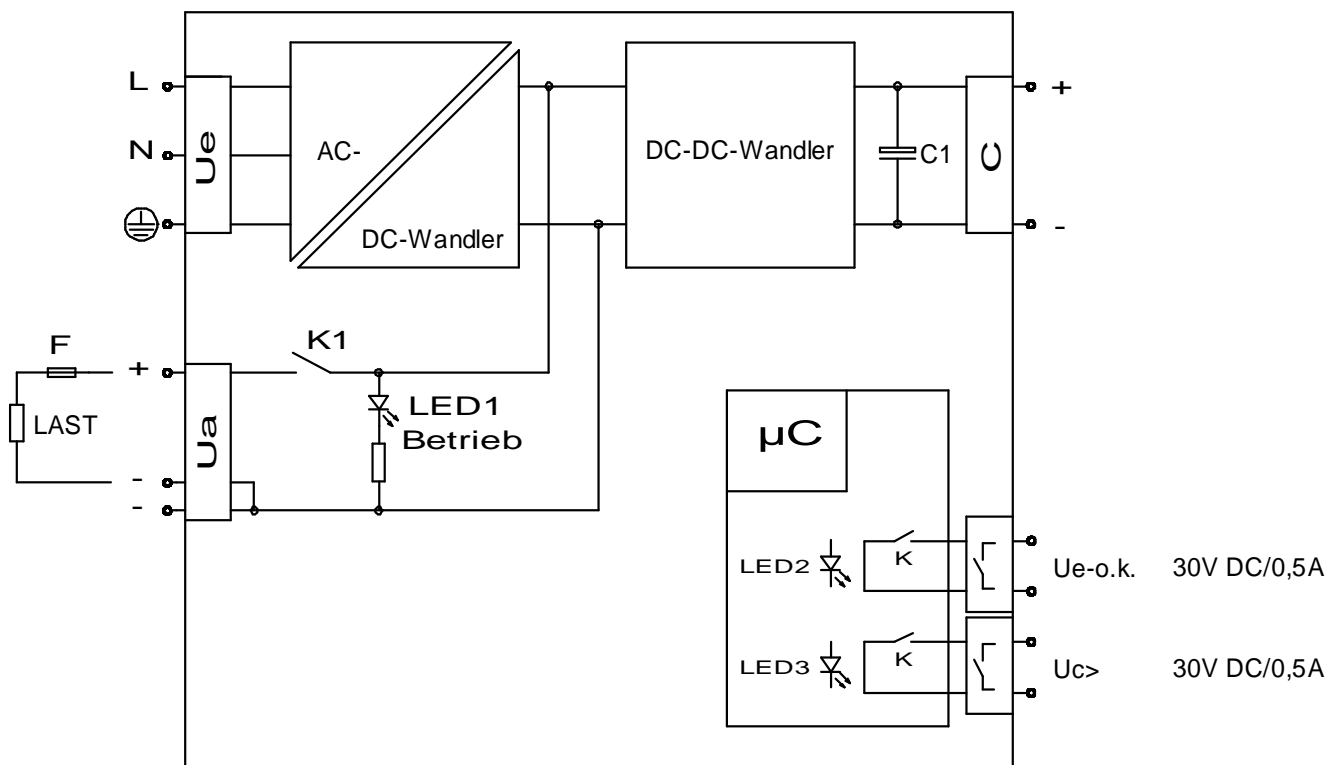 L
N
Ue
AC-
DC-Wandler
DC-DC-Wandler
C1
C
+
-
F
LAST
+
-
-
Ua
K1
LED1
Betrieb
µC
LED2
K
Ue-o.k. 30V DC/0,5A
LED3
K
Uc> 30V DC/0,5A